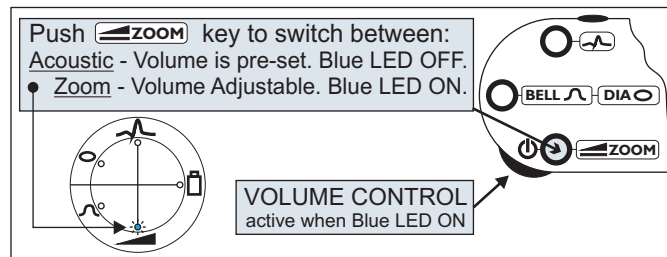 Push ZOOM key to switch between:
Acoustic - Volume is pre-set. Blue LED OFF.
Zoom - Volume Adjustable. Blue LED ON.
BELL DIA
ZOOM
VOLUME CONTROL
active when Blue LED ON